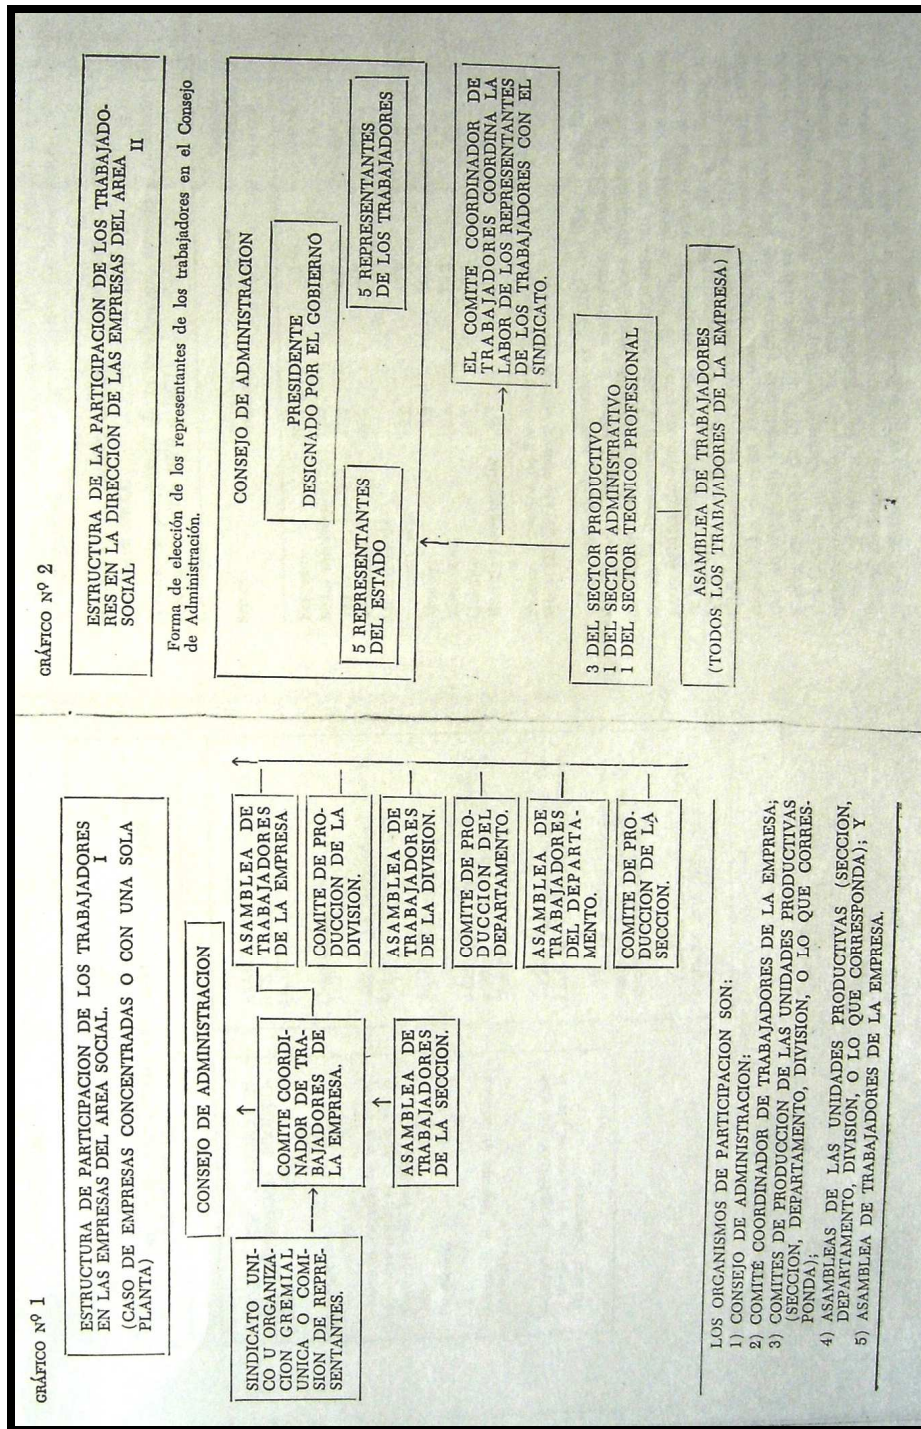 GRÁFICO Nº 1
ESTRUCTURA DE PARTICIPACION DE LOS TRABAJADORES
EN LAS EMPRESAS DEL AREA SOCIAL. I
(CASO DE EMPRESAS CONCENTRADAS O CON UNA SOLA
PLANTA)
CONSEJO DE ADMINISTRACION
SINDICATO UNI-
CO U ORGANIZA-
CION GREMIAL
UNICA O COMI-
SION DE REPRE-
SENTANTES.
COMITE COORDI-
NADOR DE TRA-
BAJADORES DE
LA EMPRESA.
ASAMBLEA DE
TRABAJADORES
DE LA SECCION.
ASAMBLEA DE
TRABAJADORES
DE LA EMPRESA
COMITE DE PRO-
DUCCION DE LA
DIVISION.
ASAMBLEA DE
TRABAJADORES
DE LA DIVISION.
COMITE DE PRO-
DUCCION DEL
DEPARTAMENTO.
ASAMBLEA DE
TRABAJADORES
DEL DEPARTA-
MENTO.
COMITE DE PRO-
DUCCION DE LA
SECCION.
LOS ORGANISMOS DE PARTICIPACION SON:
1) CONSEJO DE ADMINISTRACION:
2) COMITÉ COORDINADOR DE TRABAJADORES DE LA EMPRESA;
3) COMITES DE PRODUCCION DE LAS UNIDADES PRODUCTIVAS
(SECCION, DEPARTAMENTO, DIVISION, O LO QUE CORRES-
PONDA);
4) ASAMBLEAS DE LAS UNIDADES PRODUCTIVAS (SECCION,
DEPARTAMENTO, DIVISION, O LO QUE CORRESPONDA); Y
5) ASAMBLEA DE TRABAJADORES DE LA EMPRESA.
GRÁFICO Nº 2
ESTRUCTURA DE LA PARTICIPACION DE LOS TRABAJADO-
RES EN LA DIRECCION DE LAS EMPRESAS DEL AREA
SOCIAL II
Forma de elección de los representantes de los trabajadores en el Consejo
de Administración.
CONSEJO DE ADMINISTRACION
PRESIDENTE
DESIGNADO POR EL GOBIERNO
5 REPRESENTANTES
DEL ESTADO
5 REPRESENTANTES
DE LOS TRABAJADORES
EL COMITE COORDINADOR DE
TRABAJADORES COORDINA LA
LABOR DE LOS REPRESENTANTES
DE LOS TRABAJADORES CON EL
SINDICATO.
3 DEL SECTOR PRODUCTIVO
1 DEL SECTOR ADMINISTRATIVO
1 DEL SECTOR TECNICO PROFESIONAL
ASAMBLEA DE TRABAJADORES
(TODOS LOS TRABAJADORES DE LA EMPRESA)